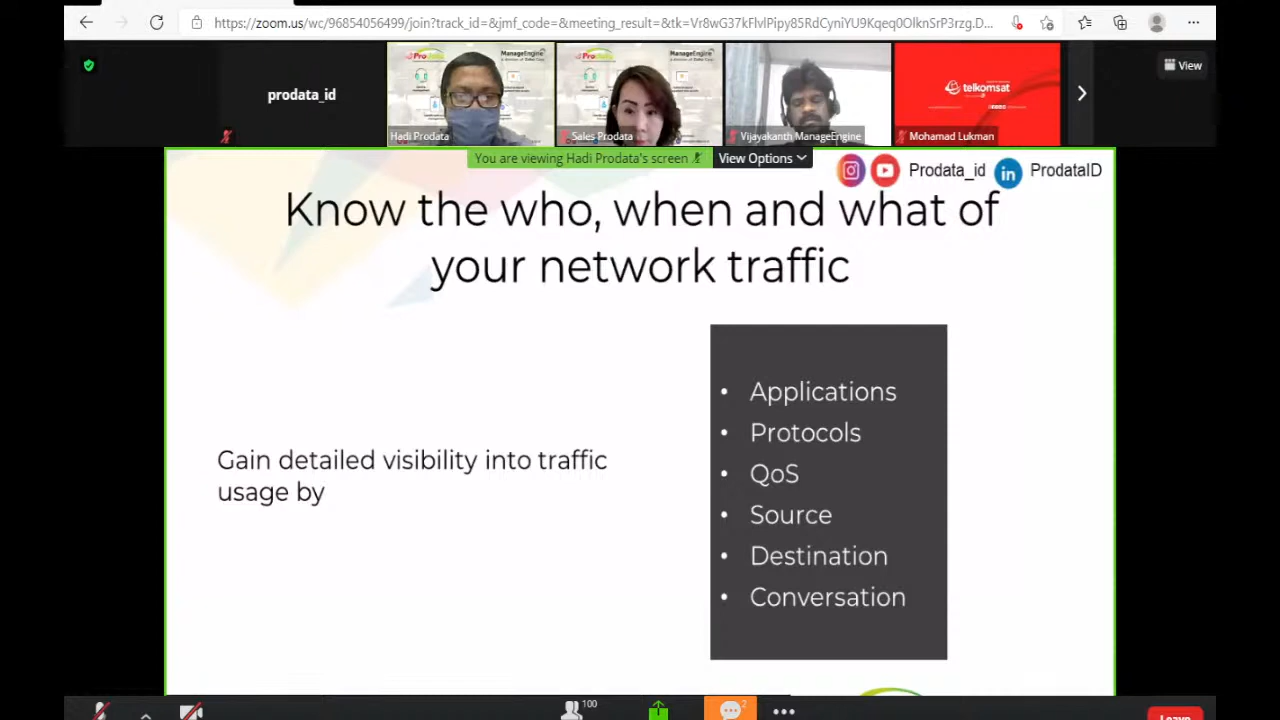 https://zoom.us/wc/96854056499/join?track_id=&jmf_code=&meeting_result=&tk=Vr8wG37kFlvlPipy85RdCyniYU9Kqeq0OlknSrP3rzg.D...
prodata_id
Hadi Prodata
ManageEngine
Sales Prodata
ManageEngine
Vijayakanth ManageEngine
telkomsat
Mohamad Lukman
View
You are viewing Hadi Prodata's screen
View Options
Prodata_id
ProdataID
Know the who, when and what of
your network traffic
Gain detailed visibility into traffic
usage by
• Applications
• Protocols
• QoS
• Source
• Destination
• Conversation
100
2
Leave